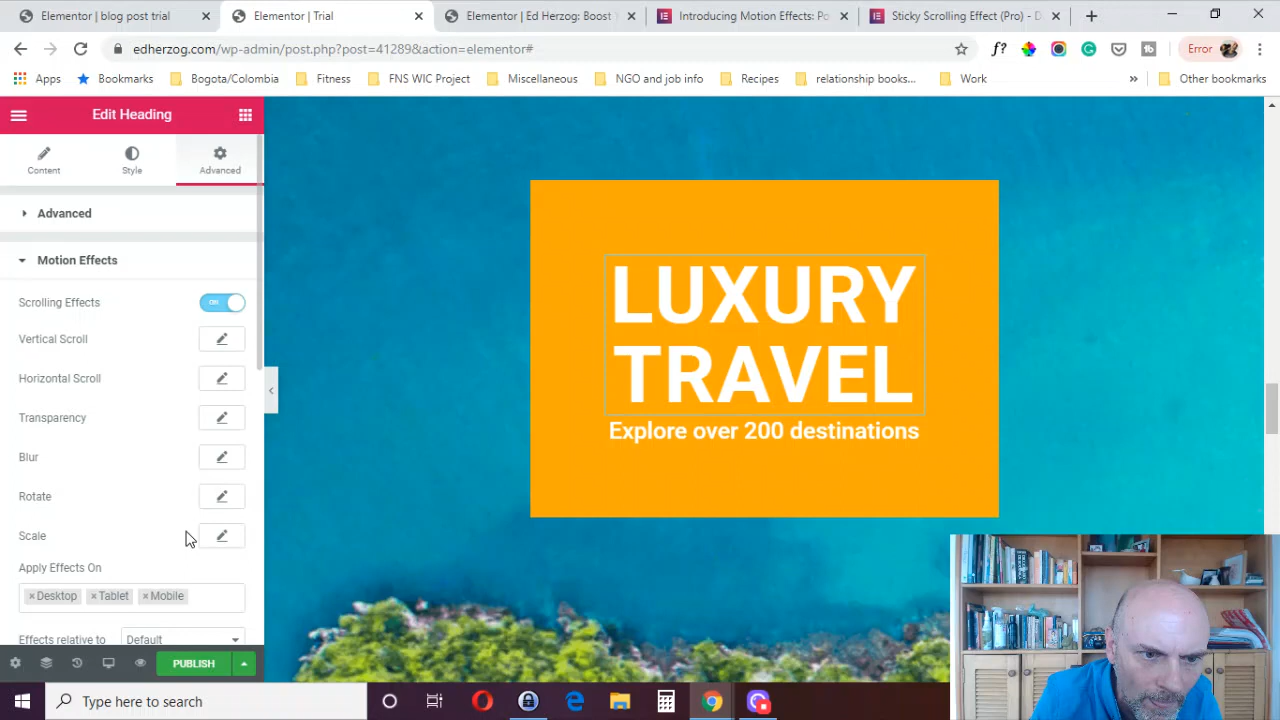 Elementor blog post trial
Elementor | Trial
Elementor | Ed Herzog: Boost
Introducing Motion Effects: Po
Sticky Scrolling Effect (Pro) - D
edherzog.com/wp-admin/post.php?post=41289&action=elementor#
f?
Error
Apps
Bookmarks
Bogota/Colombia
Fitness
FNS WIC Project
Miscellaneous
NGO and job info
Recipes
relationship books...
Work
Other bookmarks
Edit Heading
Content
Style
Advanced
Advanced
Motion Effects
Scrolling Effects
ON
Vertical Scroll
Horizontal Scroll
Transparency
Blur
Rotate
Scale
Apply Effects On
× Desktop × Tablet × Mobile
Effects relative to
Default
PUBLISH
LUXURY
TRAVEL
Explore over 200 destinations
Type here to search